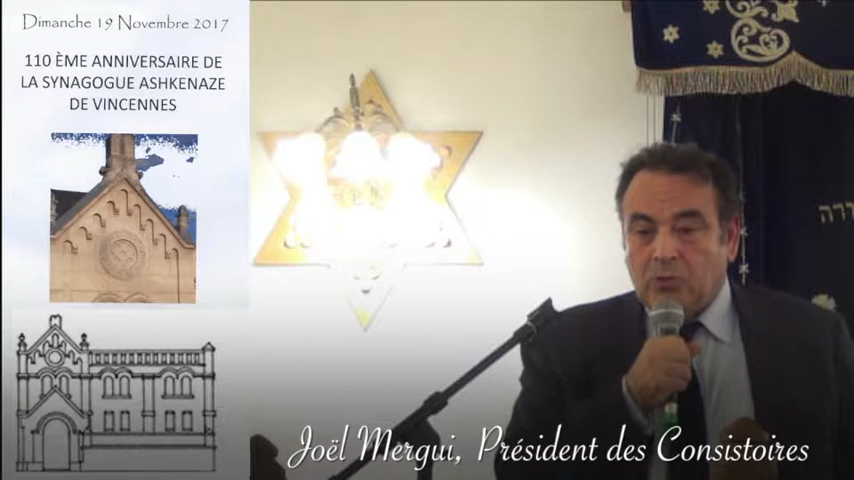 Dimanche 19 Novembre 2017
110 ÈME ANNIVERSAIRE DE
LA SYNAGOGUE ASHKENAZE
DE VINCENNES
Joël Mergui, Président des Consistoires